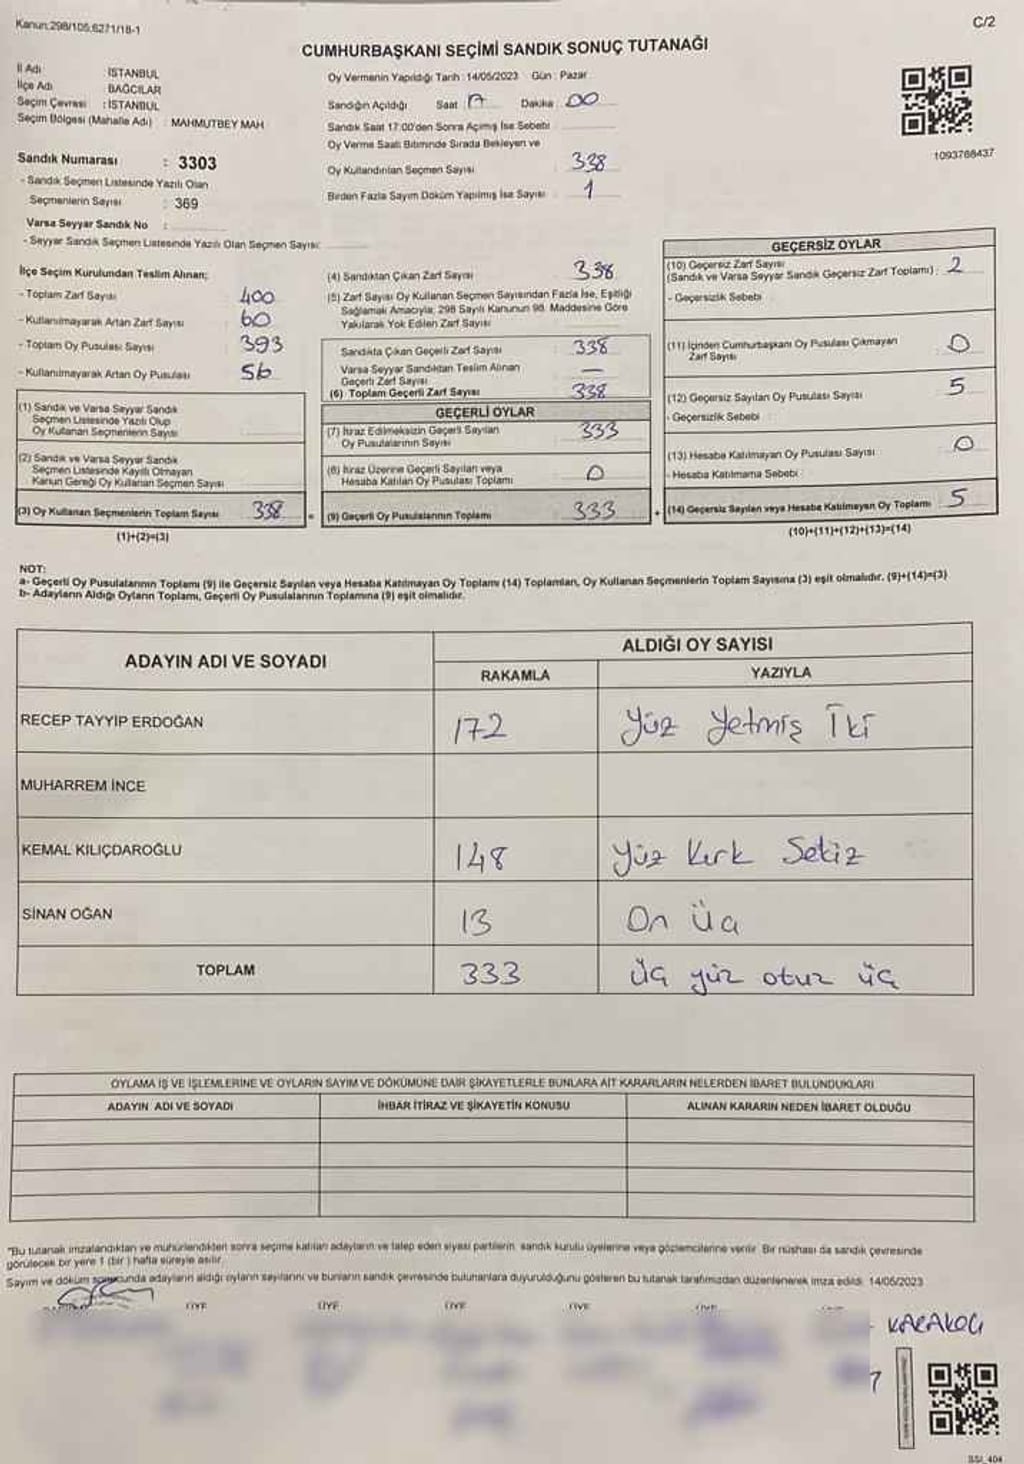 Kanun:298/105;6271/18-1
C/2
CUMHURBAŞKANI SEÇİMİ SANDIK SONUÇ TUTANAĞI
İl Adı : İSTANBUL
İlçe Adı : BAĞCILAR
Seçim Çevresi : İSTANBUL
Seçim Bölgesi (Mahalle Adı) : MAHMUTBEY MAH
Sandık Numarası : 3303
- Sandık Seçmen Listesinde Yazılı Olan
Seçmenlerin Sayısı : 369
Varsa Seyyar Sandık No :
- Seyyar Sandık Seçmen Listesinde Yazılı Olan Seçmen Sayısı:
Oy Vermenin Yapıldığı Tarih : 14/05/2023 Gün : Pazar
Sandığın Açıldığı Saat : 17 Dakika : 00
Sandık Saat 17:00'den Sonra Açımış İse Sebebi :
Oy Verme Saati Bitiminde Sırada Bekleyen ve
Oy Kullandırılan Seçmen Sayısı : 338
Birden Fazla Sayım Döküm Yapılmış İse Sayısı : 1
1093788437
İlçe Seçim Kurulundan Teslim Alınan;
- Toplam Zarf Sayısı : 400
- Kullanılmayarak Artan Zarf Sayısı : 60
- Toplam Oy Pusulası Sayısı : 393
- Kullanılmayarak Artan Oy Pusulası : 56
(1) Sandık ve Varsa Seyyar Sandık
Seçmen Listesinde Yazılı Olup
Oy Kullanan Seçmenlerin Sayısı
(2) Sandık ve Varsa Seyyar Sandık
Seçmen Listesinde Kayıtlı Olmayan
Kanun Gereği Oy Kullanan Seçmen Sayısı
(3) Oy Kullanan Seçmenlerin Toplam Sayısı 338
(1)+(2)=(3)
(4) Sandıktan Çıkan Zarf Sayısı : 338
(5) Zarf Sayısı Oy Kullanan Seçmen Sayısından Fazla İse, Eşitliği
Sağlamak Amacıyla; 298 Sayılı Kanunun 98. Maddesine Göre
Yakılarak Yok Edilen Zarf Sayısı :
Sandıkta Çıkan Geçerli Zarf Sayısı : 338
Varsa Seyyar Sandıktan Teslim Alınan
Geçerli Zarf Sayısı : —
(6) Toplam Geçerli Zarf Sayısı : 338
GEÇERLİ OYLAR
(7) İtiraz Edilmeksizin Geçerli Sayılan
Oy Pusulalarının Sayısı : 333
(8) İtiraz Üzerine Geçerli Sayılan veya
Hesaba Katılan Oy Pusulası Toplamı : 0
= (9) Geçerli Oy Pusulalarının Toplamı : 333
GEÇERSİZ OYLAR
(10) Geçersiz Zarf Sayısı
(Sandık ve Varsa Seyyar Sandık Geçersiz Zarf Toplamı) : 2
- Geçersizlik Sebebi :
(11) İçinden Cumhurbaşkanı Oy Pusulası Çıkmayan
Zarf Sayısı : 0
(12) Geçersiz Sayılan Oy Pusulası Sayısı : 5
- Geçersizlik Sebebi :
(13) Hesaba Katılmayan Oy Pusulası Sayısı : 0
- Hesaba Katılmama Sebebi :
+ (14) Geçersiz Sayılan veya Hesaba Katılmayan Oy Toplamı : 5
(10)+(11)+(12)+(13)=(14)
NOT:
a- Geçerli Oy Pusulalarının Toplamı (9) ile Geçersiz Sayılan veya Hesaba Katılmayan Oy Toplamı (14) Toplamları, Oy Kullanan Seçmenlerin Toplam Sayısına (3) eşit olmalıdır. (9)+(14)=(3)
b- Adayların Aldığı Oyların Toplamı, Geçerli Oy Pusulalarının Toplamına (9) eşit olmalıdır.
ADAYIN ADI VE SOYADI ALDIĞI OY SAYISI
RAKAMLA YAZIYLA
RECEP TAYYİP ERDOĞAN 172 Yüz Yetmiş İki
MUHARREM İNCE
KEMAL KILIÇDAROĞLU 148 Yüz Kırk Sekiz
SİNAN OĞAN 13 On Üç
TOPLAM 333 Üç yüz otuz üç
OYLAMA İŞ VE İŞLEMLERİNE VE OYLARIN SAYIM VE DÖKÜMÜNE DAİR ŞİKAYETLERLE BUNLARA AİT KARARLARIN NELERDEN İBARET BULUNDUKLARI
ADAYIN ADI VE SOYADI İHBAR İTİRAZ VE ŞİKAYETİN KONUSU ALINAN KARARIN NEDEN İBARET OLDUĞU
"Bu tutanak imzalandıktan ve mühürlendikten sonra seçime katılan adayların ve talep eden siyasi partilerin, sandık kurulu üyelerine veya gözlemcilerine verilir. Bir nüshası da sandık çevresinde
görülecek bir yere 1 (bir ) hafta süreyle asılır.
Sayım ve döküm sonucunda adayların aldığı oyların sayılarını ve bunların sandık çevresinde bulunanlara duyurulduğunu gösteren bu tutanak tarafımızdan düzenlenerek imza edildi. 14/05/2023
ÜYE ÜYE ÜYE ÜYE ÜYE
KARAKOÇ